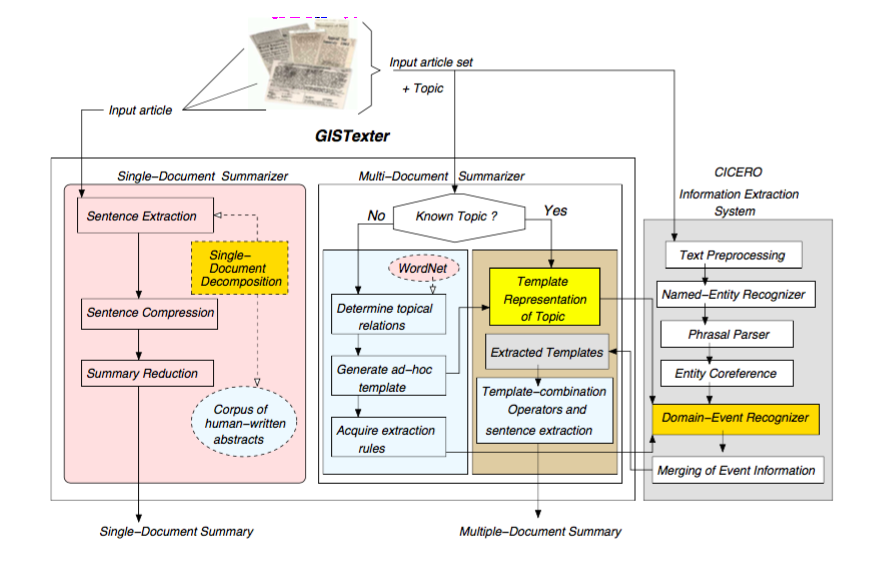 Input article set
+ Topic
Input article
GISTexter
Single-Document Summarizer
Multi-Document Summarizer
CICERO
Information Extraction
System
Known Topic ?
No
Yes
Sentence Extraction
Single-
Document
Decomposition
Sentence Compression
Summary Reduction
Corpus of
human-written
abstracts
WordNet
Determine topical
relations
Generate ad-hoc
template
Acquire extraction
rules
Template
Representation
of Topic
Extracted Templates
Template-combination
Operators and
sentence extraction
Text Preprocessing
Named-Entity Recognizer
Phrasal Parser
Entity Coreference
Domain-Event Recognizer
Merging of Event Information
Single-Document Summary
Multiple-Document Summary